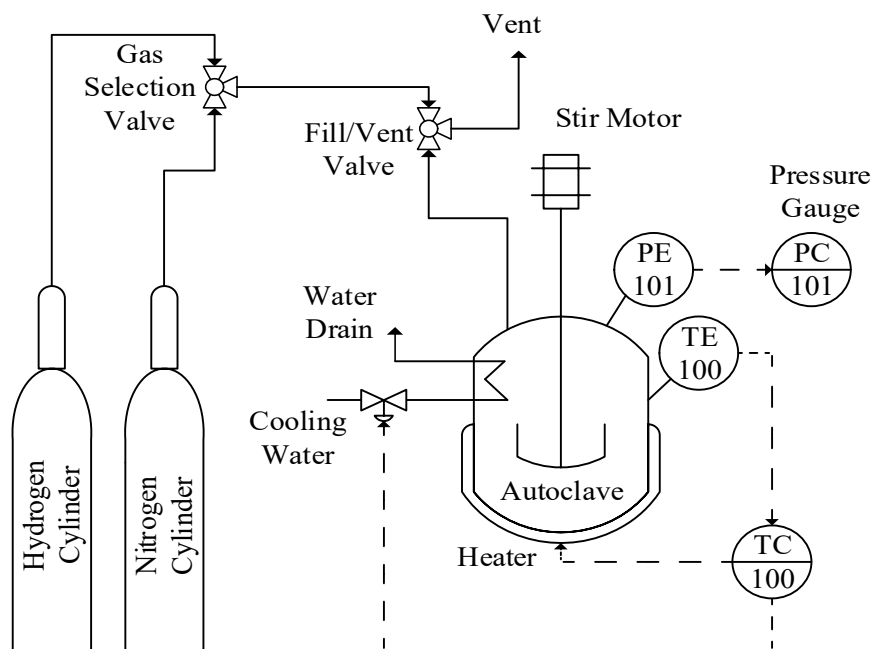 Vent
Gas
Selection
Valve
Fill/Vent
Valve
Stir Motor
Pressure
Gauge
PE
101
PC
101
Water
Drain
TE
100
Cooling
Water
Autoclave
Heater
TC
100
Hydrogen
Cylinder
Nitrogen
Cylinder